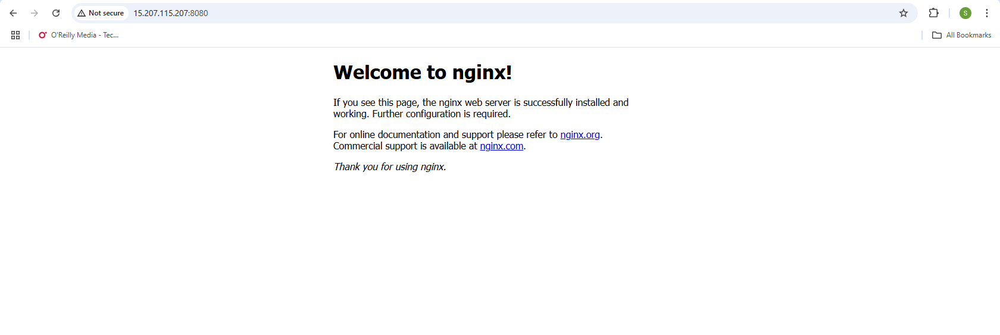 Not secure
15.207.115.207:8080
S
O'Reilly Media - Tec...
All Bookmarks
Welcome to nginx!
If you see this page, the nginx web server is successfully installed and
working. Further configuration is required.
For online documentation and support please refer to nginx.org.
Commercial support is available at nginx.com.
Thank you for using nginx.